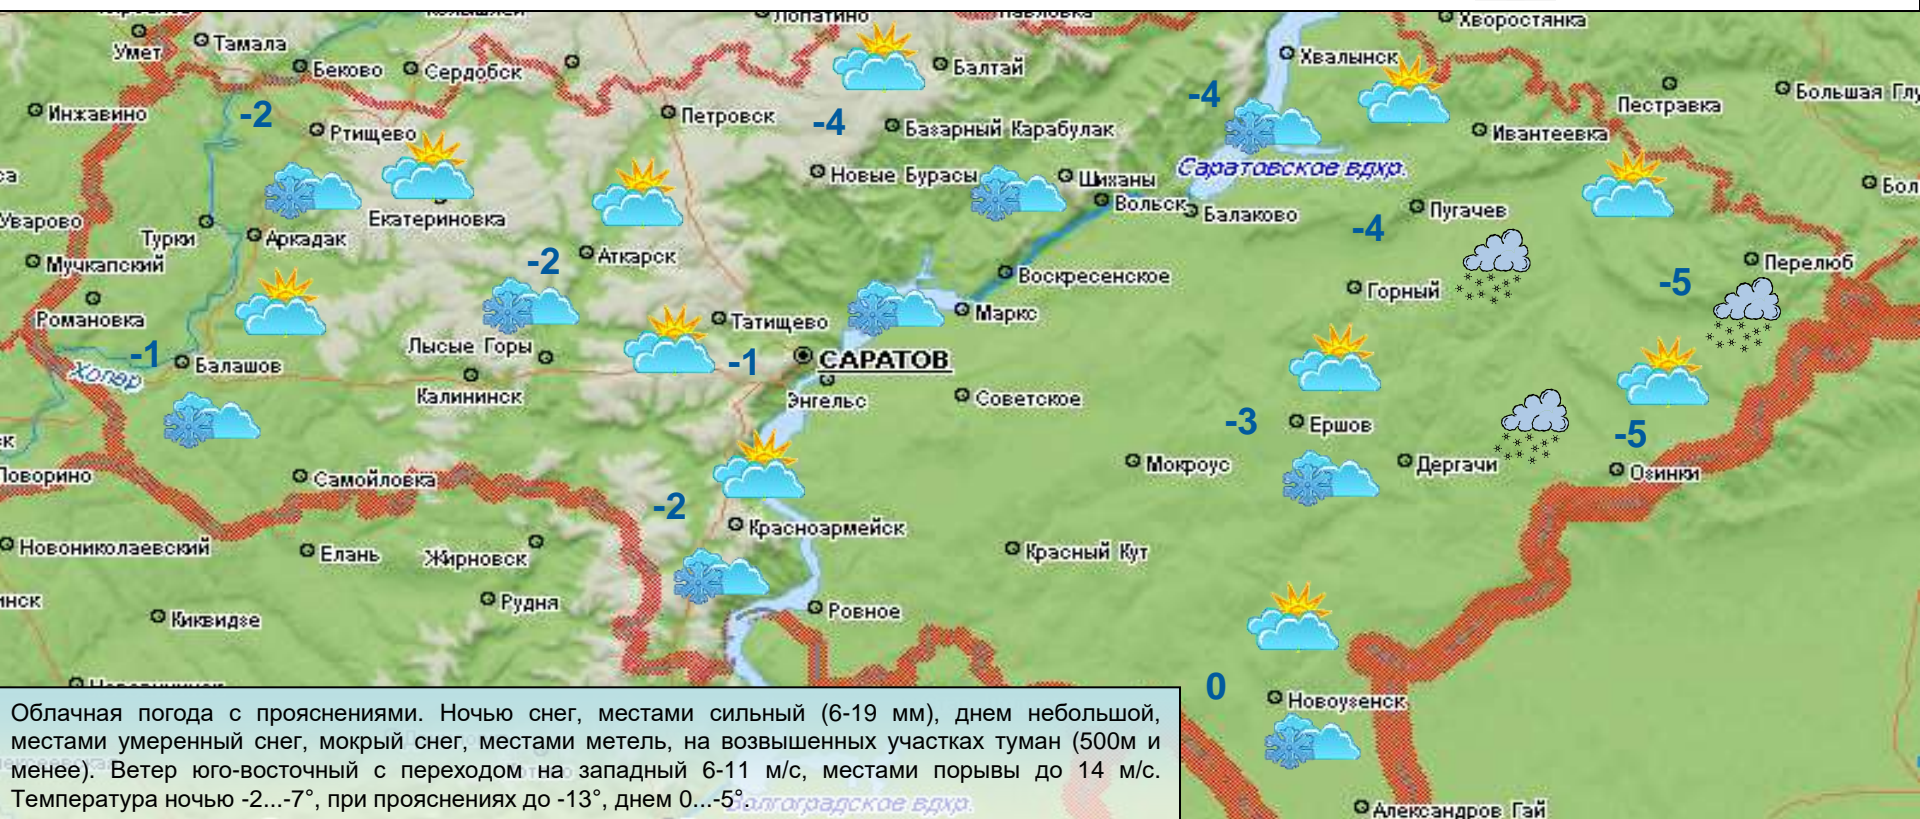 Лопатино
Хворостянка
Умет
Тамала
Беково
Сердобск
Балтай
Хвалынск
Пестравка
Большая Глу
Инжавино
-2
Ртищево
Петровск
-4
Базарный Карабулак
-4
Ивантеевка
Саратовское вдхр.
Новые Бурасы
Шиханы
Вольск
Балаково
-4
Пугачев
Бол
Уварово
Турки
Аркадак
Екатериновка
Мучкапский
-2
Аткарск
Воскресенское
Горный
-5
Перелюб
Романовка
Татищево
Маркс
-1
Балашов
Лысые Горы
-1
САРАТОВ
Хопер
Калининск
Энгельс
Советское
-3
Ершов
-5
Поворино
Самойловка
Мокроус
Дергачи
Озинки
-2
Красноармейск
Новониколаевский
Елань
Жирновск
Красный Кут
инск
Киквидзе
Рудня
Ровное
0
Новоузенск
Облачная погода с прояснениями. Ночью снег, местами сильный (6-19 мм), днем небольшой,
местами умеренный снег, мокрый снег, местами метель, на возвышенных участках туман (500м и
менее). Ветер юго-восточный с переходом на западный 6-11 м/с, местами порывы до 14 м/с.
Температура ночью -2...-7°, при прояснениях до -13°, днем 0...-5°.
Волгоградское вдхр.
Александров Гай